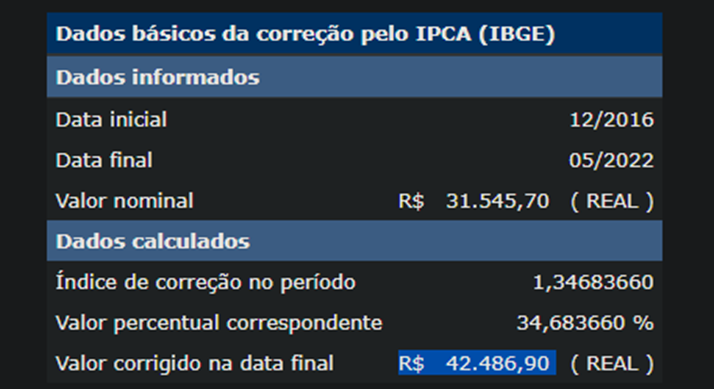 Dados básicos da correção pelo IPCA (IBGE)
Dados informados
Data inicial 12/2016
Data final 05/2022
Valor nominal R$ 31.545,70 ( REAL )
Dados calculados
Índice de correção no período 1,34683660
Valor percentual correspondente 34,683660 %
Valor corrigido na data final R$ 42.486,90 ( REAL )